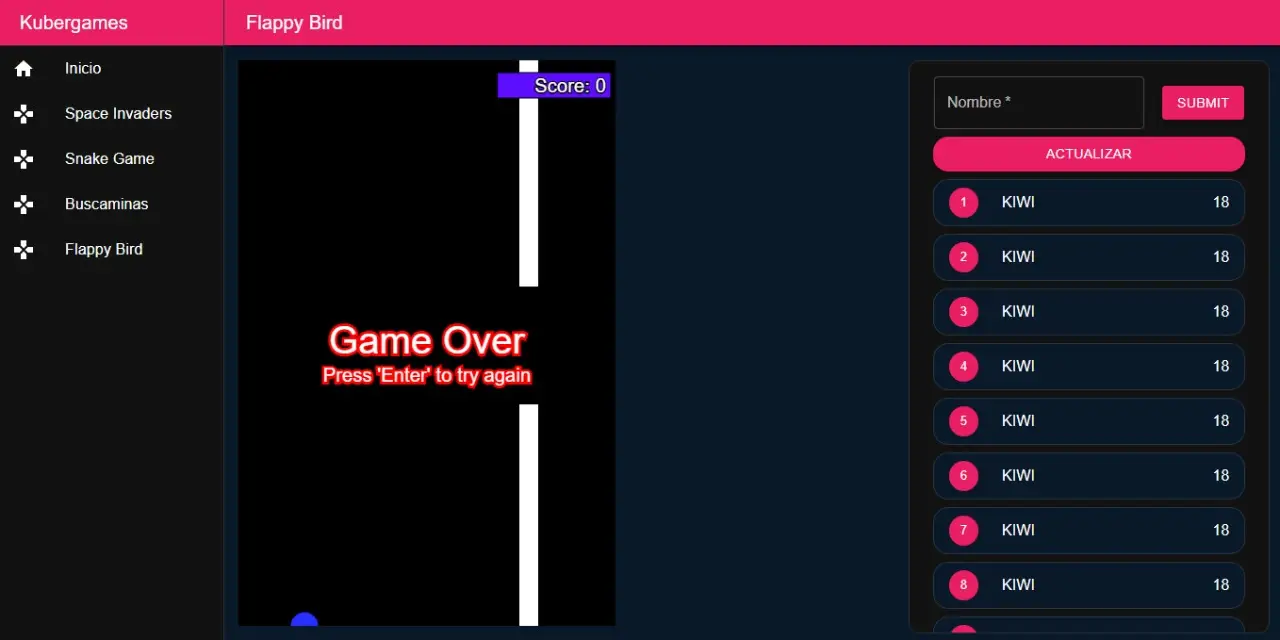 Kubergames
Flappy Bird
Inicio
Space Invaders
Snake Game
Buscaminas
Flappy Bird
Score: 0
Game Over
Press 'Enter' to try again
Nombre *
SUBMIT
ACTUALIZAR
1 KIWI 18
2 KIWI 18
3 KIWI 18
4 KIWI 18
5 KIWI 18
6 KIWI 18
7 KIWI 18
8 KIWI 18